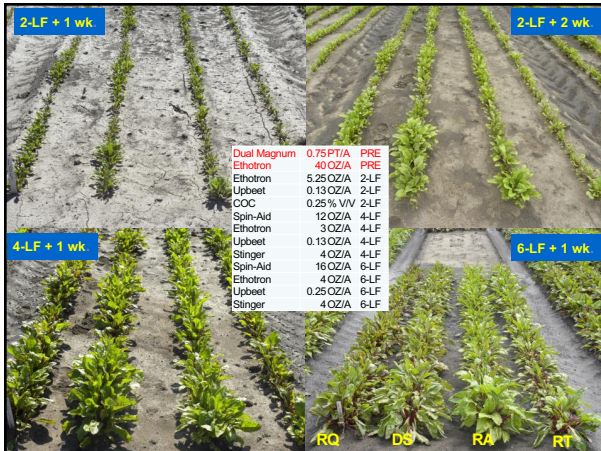 2-LF + 1 wk.
2-LF + 2 wk.
Dual Magnum 0.75 PT/A PRE
Ethotron 40 OZ/A PRE
Ethotron 5.25 OZ/A 2-LF
Upbeet 0.13 OZ/A 2-LF
COC 0.25 % V/V 2-LF
Spin-Aid 12 OZ/A 4-LF
Ethotron 3 OZ/A 4-LF
Upbeet 0.13 OZ/A 4-LF
Stinger 4 OZ/A 4-LF
Spin-Aid 16 OZ/A 6-LF
Ethotron 4 OZ/A 6-LF
Upbeet 0.25 OZ/A 6-LF
Stinger 4 OZ/A 6-LF
4-LF + 1 wk.
6-LF + 1 wk.
RQ DS RA RT